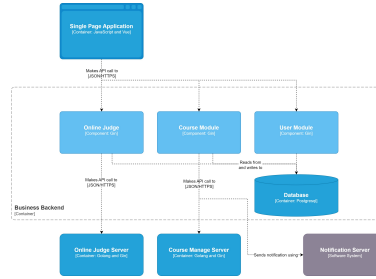 Single Page Application
[Container: JavaScript and Vue]
Makes API call to
[JSON/HTTPS]
Online Judge
[Component: Gin]
Course Module
[Component: Gin]
User Module
[Component: Gin]
Reads from
and writes to
Makes API call to
[JSON/HTTPS]
Makes API call to
[JSON/HTTPS]
Database
[Container: Postgresql]
Business Backend
[Container]
Online Judge Server
[Container: Golang and Gin]
Course Manage Server
[Container: Golang and Gin]
Sends notification using
Notification Server
[Software System]